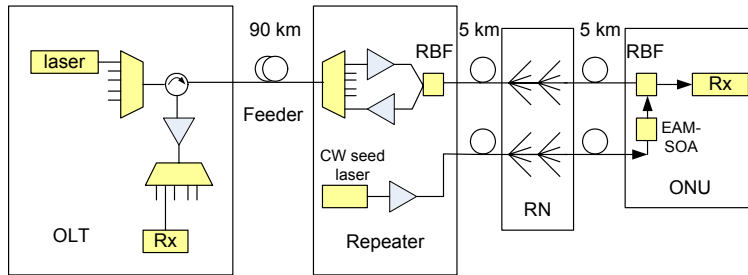 laser
OLT
Rx
90 km
Feeder
RBF
CW seed
laser
Repeater
5 km
RN
5 km
RBF
Rx
EAM-
SOA
ONU